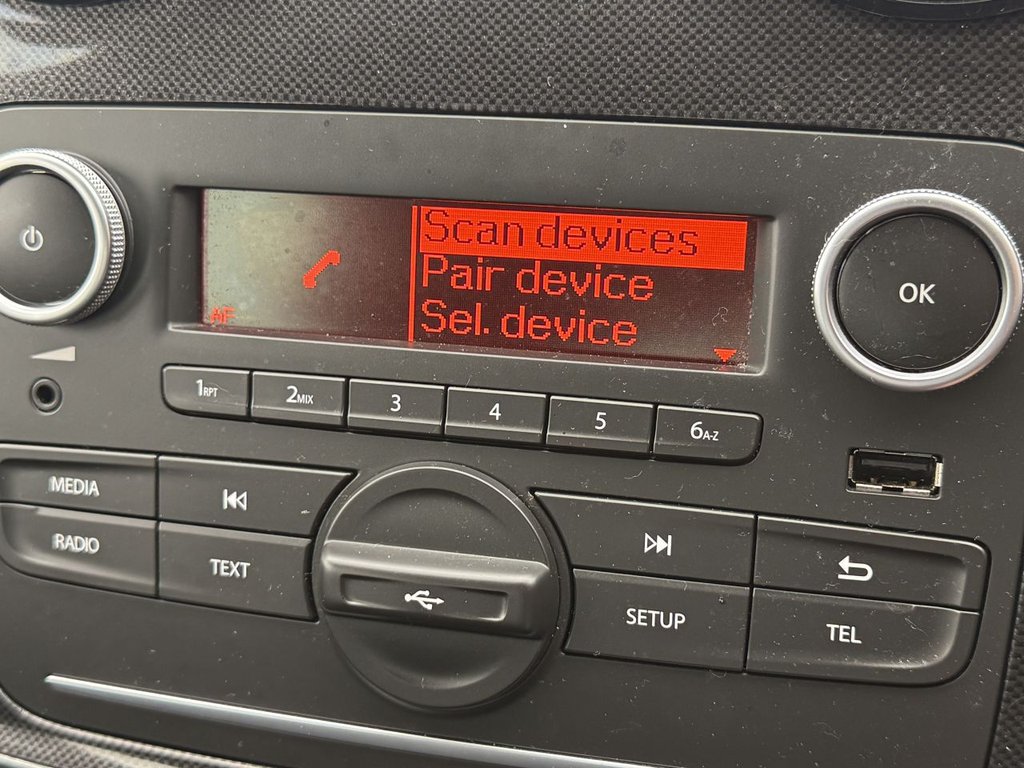 Scan devices
Pair device
Sel. device
AF
OK
1RPT
2MIX
3
4
5
6A-Z
MEDIA
RADIO
TEXT
SETUP
TEL